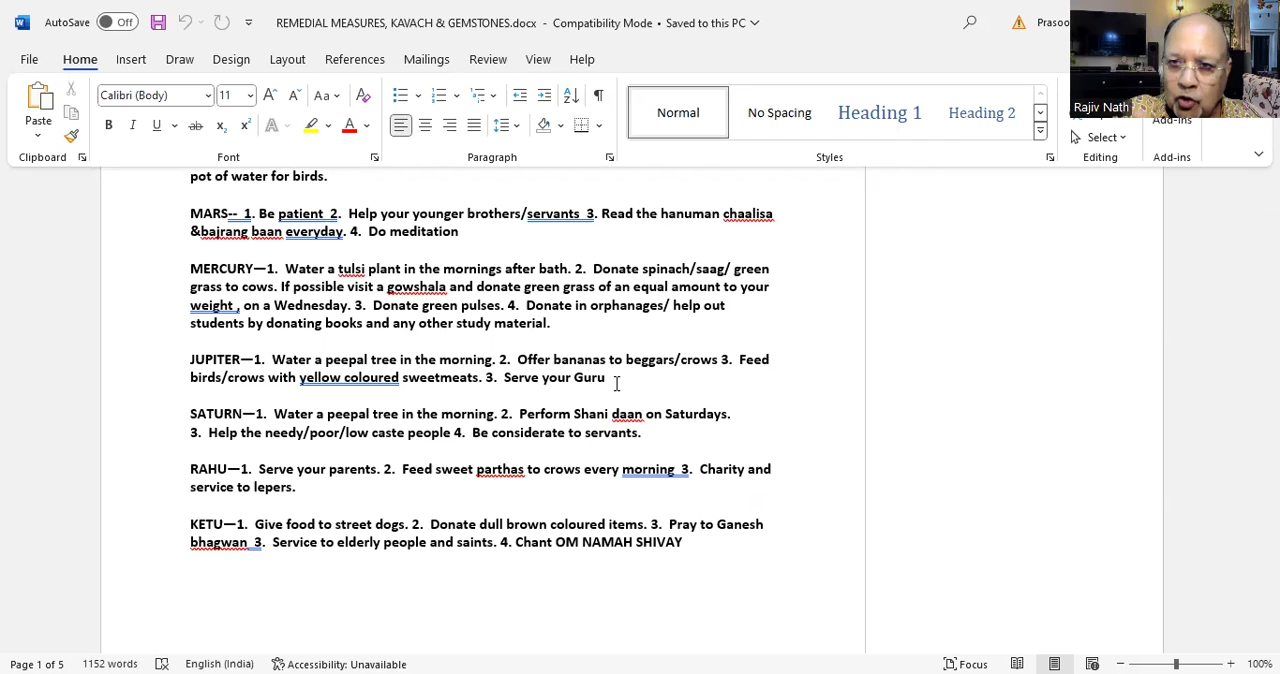 AutoSave Off REMEDIAL MEASURES, KAVACH & GEMSTONES.docx - Compatibility Mode • Saved to this PC
File Home Insert Draw Design Layout References Mailings Review View Help
Rajiv Nath
Paste Calibri (Body) 11 Aa Normal No Spacing Heading 1 Heading 2
Add-ins
Select
Clipboard Font Paragraph Styles Editing Add-ins
pot of water for birds.
MARS-- 1. Be patient 2. Help your younger brothers/servants 3. Read the hanuman chaalisa
&bajrang baan everyday. 4. Do meditation
MERCURY—1. Water a tulsi plant in the mornings after bath. 2. Donate spinach/saag/ green
grass to cows. If possible visit a gowshala and donate green grass of an equal amount to your
weight , on a Wednesday. 3. Donate green pulses. 4. Donate in orphanages/ help out
students by donating books and any other study material.
JUPITER—1. Water a peepal tree in the morning. 2. Offer bananas to beggars/crows 3. Feed
birds/crows with yellow coloured sweetmeats. 3. Serve your Guru
SATURN—1. Water a peepal tree in the morning. 2. Perform Shani daan on Saturdays.
3. Help the needy/poor/low caste people 4. Be considerate to servants.
RAHU—1. Serve your parents. 2. Feed sweet parthas to crows every morning 3. Charity and
service to lepers.
KETU—1. Give food to street dogs. 2. Donate dull brown coloured items. 3. Pray to Ganesh
bhagwan 3. Service to elderly people and saints. 4. Chant OM NAMAH SHIVAY
Page 1 of 5 1152 words English (India) Accessibility: Unavailable Focus 100%